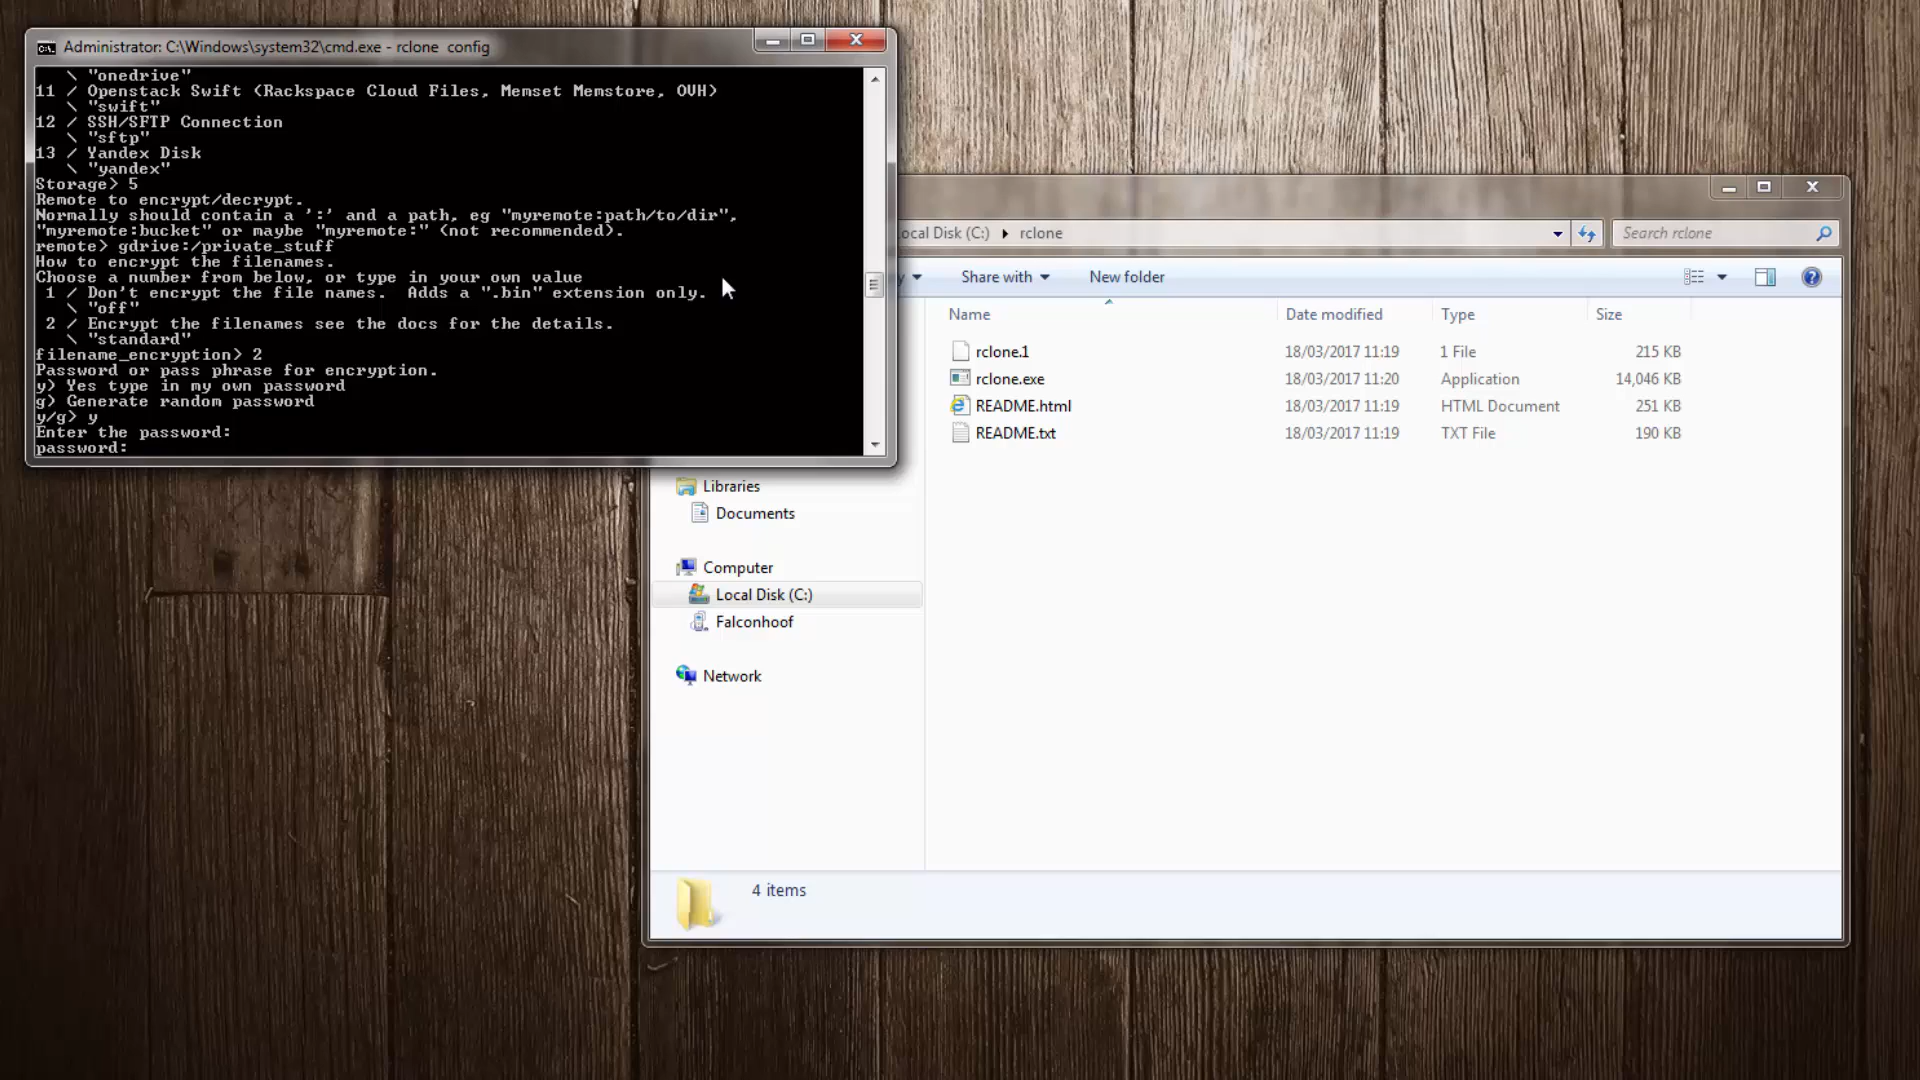 Administrator: C:\Windows\system32\cmd.exe - rclone  config
\ "onedrive"
11 / Openstack Swift (Rackspace Cloud Files, Memset Memstore, OVH)
\ "swift"
12 / SSH/SFTP Connection
\ "sftp"
13 / Yandex Disk
\ "yandex"
Storage> 5
Remote to encrypt/decrypt.
Normally should contain a ':' and a path, eg "myremote:path/to/dir",
"myremote:bucket" or maybe "myremote:" (not recommended).
remote> gdrive:/private_stuff
How to encrypt the filenames.
Choose a number from below, or type in your own value
1 / Don't encrypt the file names.  Adds a ".bin" extension only.
\ "off"
2 / Encrypt the filenames see the docs for the details.
\ "standard"
filename_encryption> 2
Password or pass phrase for encryption.
y) Yes type in my own password
g) Generate random password
y/g> y
Enter the password:
password:
ocal Disk (C:) rclone Search rclone
y Share with New folder
Name Date modified Type Size
rclone.1 18/03/2017 11:19 1 File 215 KB
rclone.exe 18/03/2017 11:20 Application 14,046 KB
README.html 18/03/2017 11:19 HTML Document 251 KB
README.txt 18/03/2017 11:19 TXT File 190 KB
Libraries
Documents
Computer
Local Disk (C:)
Falconhoof
Network
4 items